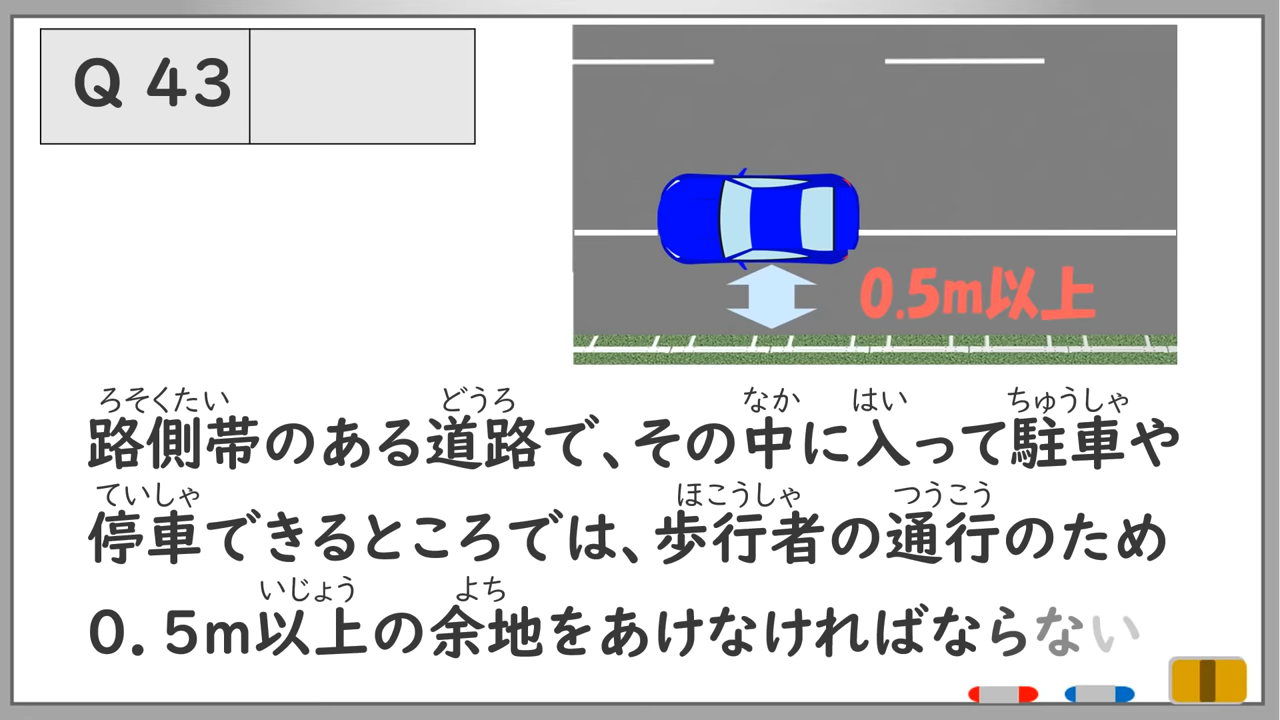 Q 43
0.5m以上
ろそくたい どうろ なか はい ちゅうしゃ
路側帯のある道路で、その中に入って駐車や
ていしゃ ほこうしゃ つうこう
停車できるところでは、歩行者の通行のため
いじょう よち
0.5m以上の余地をあけなければならない